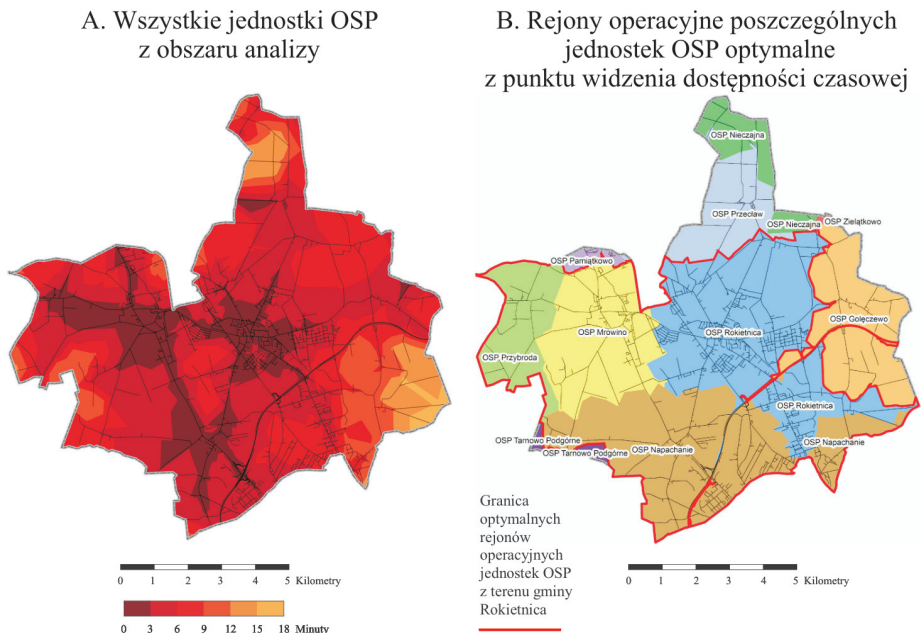 A. Wszystkie jednostki OSP
z obszaru analizy
0 1 2 3 4 5 Kilometry
0 3 6 9 12 15 18 Minuty
B. Rejony operacyjne poszczególnych
jednostek OSP optymalne
z punktu widzenia dostępności czasowej
OSP Nieczajna
OSP Przecław
OSP Nieczajna
OSP Zielątkowo
OSP Pamiątkowo
OSP Gołęczewo
OSP Mrowino
OSP Rokietnica
OSP Przybroda
OSP Rokietnica
OSP Tarnowo Podgórne
OSP Napachanie
OSP Napachanie
OSP Tarnowo Podgórne
Granica
optymalnych
rejonów
operacyjnych
jednostek OSP
z terenu gminy
Rokietnica
0 1 2 3 4 5 Kilometry